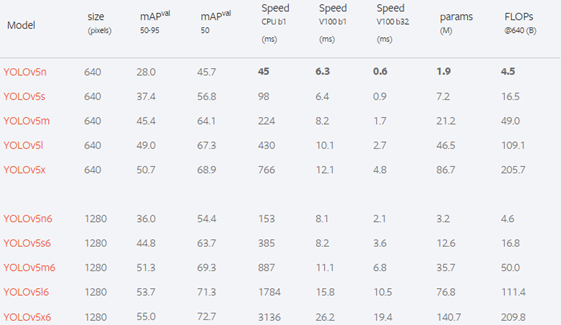 Model size mAPval mAPval Speed Speed Speed params FLOPs
(pixels) 50-95 50 CPU b1 V100 b1 V100 b32 (M) @640 (B)
(ms) (ms) (ms)
YOLOv5n 640 28.0 45.7 45 6.3 0.6 1.9 4.5
YOLOv5s 640 37.4 56.8 98 6.4 0.9 7.2 16.5
YOLOv5m 640 45.4 64.1 224 8.2 1.7 21.2 49.0
YOLOv5l 640 49.0 67.3 430 10.1 2.7 46.5 109.1
YOLOv5x 640 50.7 68.9 766 12.1 4.8 86.7 205.7
YOLOv5n6 1280 36.0 54.4 153 8.1 2.1 3.2 4.6
YOLOv5s6 1280 44.8 63.7 385 8.2 3.6 12.6 16.8
YOLOv5m6 1280 51.3 69.3 887 11.1 6.8 35.7 50.0
YOLOv5l6 1280 53.7 71.3 1784 15.8 10.5 76.8 111.4
YOLOv5x6 1280 55.0 72.7 3136 26.2 19.4 140.7 209.8